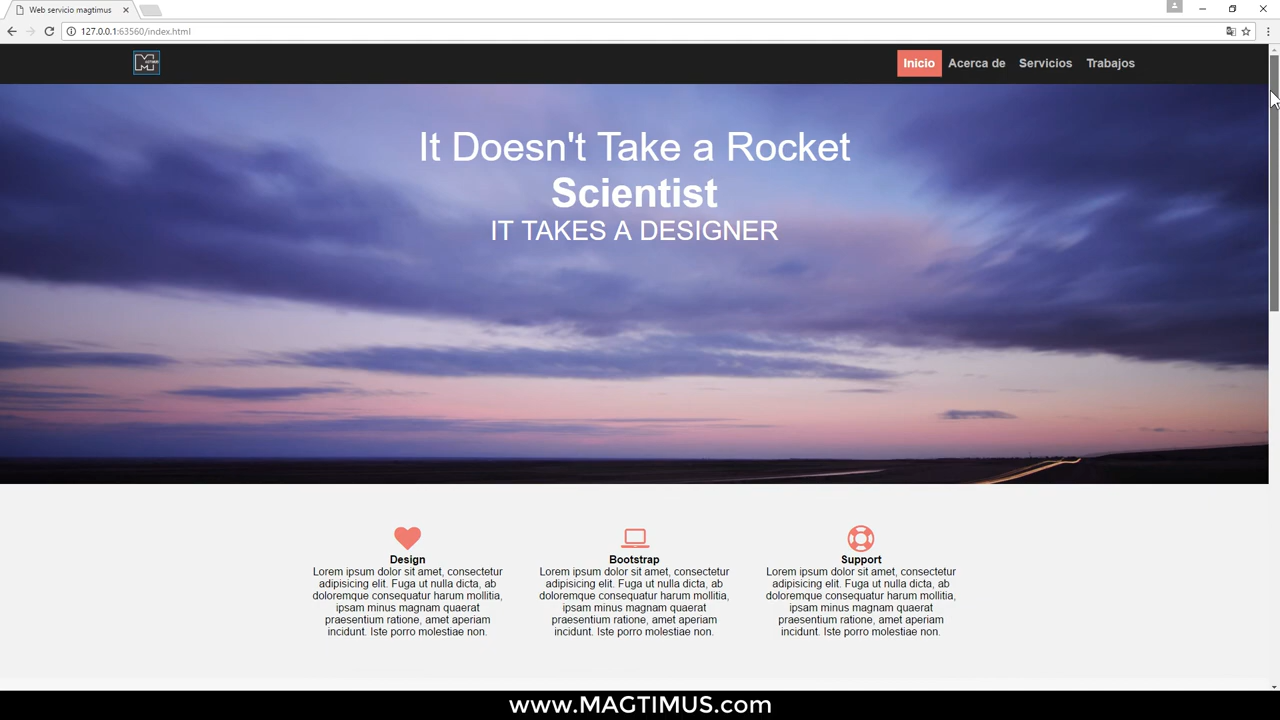 Web servicio magtimus
127.0.0.1:63560/index.html
Inicio Acerca de Servicios Trabajos
It Doesn't Take a Rocket
Scientist
IT TAKES A DESIGNER
Design
Lorem ipsum dolor sit amet, consectetur
adipisicing elit. Fuga ut nulla dicta, ab
doloremque consequatur harum mollitia,
ipsam minus magnam quaerat
praesentium ratione, amet aperiam
incidunt. Iste porro molestiae non.
Bootstrap
Lorem ipsum dolor sit amet, consectetur
adipisicing elit. Fuga ut nulla dicta, ab
doloremque consequatur harum mollitia,
ipsam minus magnam quaerat
praesentium ratione, amet aperiam
incidunt. Iste porro molestiae non.
Support
Lorem ipsum dolor sit amet, consectetur
adipisicing elit. Fuga ut nulla dicta, ab
doloremque consequatur harum mollitia,
ipsam minus magnam quaerat
praesentium ratione, amet aperiam
incidunt. Iste porro molestiae non.
www.MAGTIMUS.com